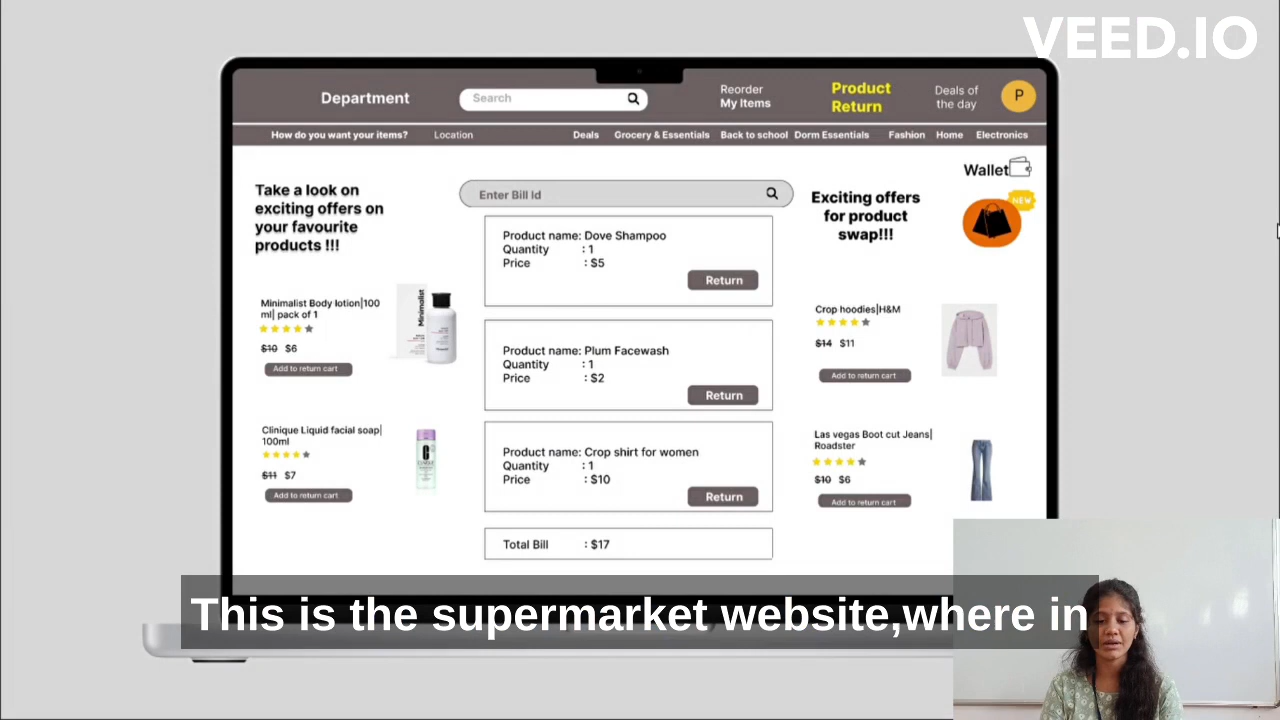 VEED.IO
Department
Search
Reorder
My Items
Product
Return
Deals of
the day
P
How do you want your items?
Location
Deals
Grocery & Essentials
Back to school
Dorm Essentials
Fashion
Home
Electronics
Wallet
Take a look on
exciting offers on
your favourite
products !!!
Minimalist Body lotion|100
ml| pack of 1
$10 $6
Add to return cart
Minimalist
Clinique Liquid facial soap|
100ml
$11 $7
Add to return cart
Enter Bill Id
Product name: Dove Shampoo
Quantity : 1
Price : $5
Return
Product name: Plum Facewash
Quantity : 1
Price : $2
Return
Product name: Crop shirt for women
Quantity : 1
Price : $10
Return
Total Bill : $17
Exciting offers
for product
swap!!!
NEW
Crop hoodies|H&M
$14 $11
Add to return cart
Las vegas Boot cut Jeans|
Roadster
$10 $6
Add to return cart
This is the supermarket website,where in